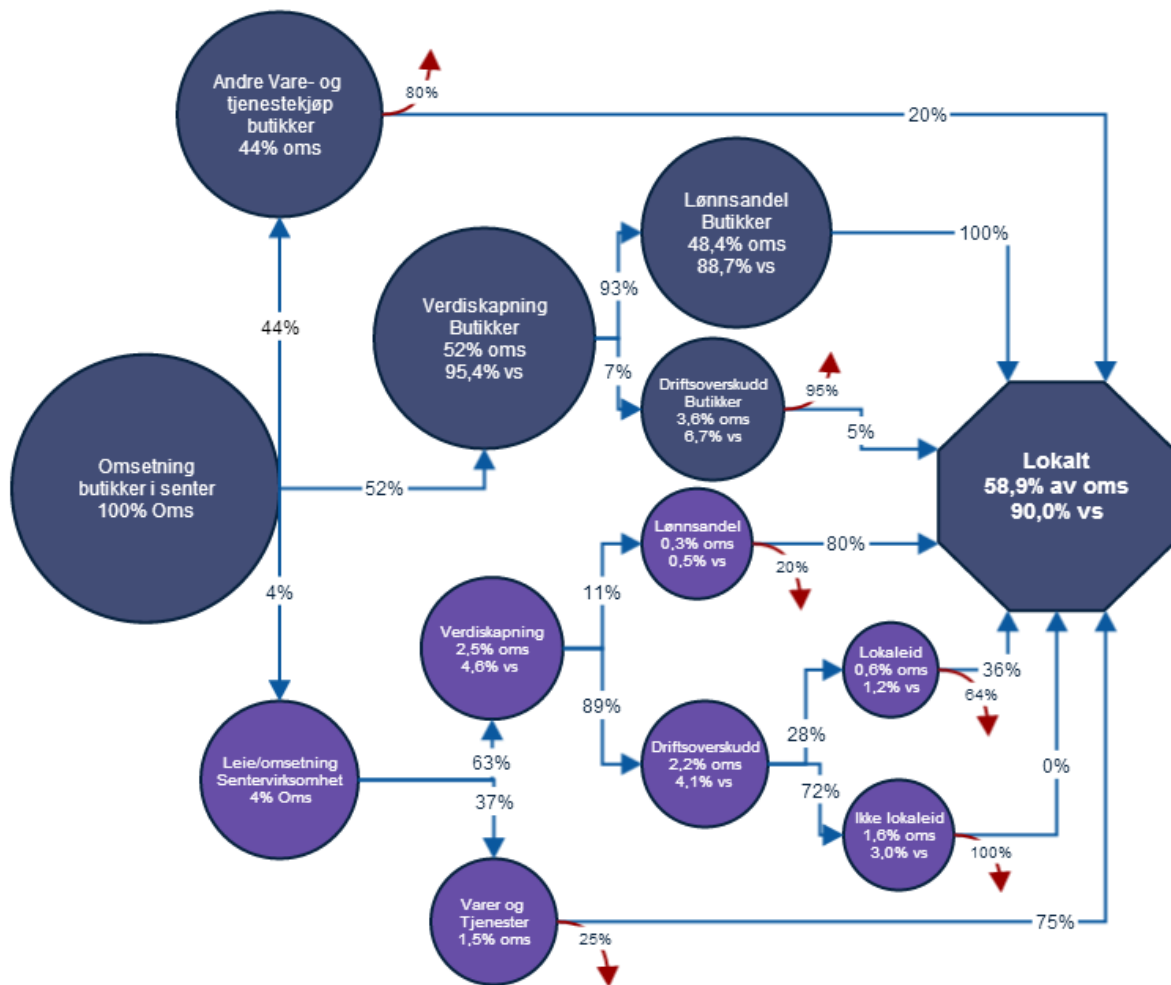 Andre Vare- og
tjenestekjøp
butikker
44% oms
80%
20%
Lønnsandel
Butikker
48,4% oms
88,7% vs
100%
93%
Verdiskapning
Butikker
52% oms
95,4% vs
44%
7%
Driftsoverskudd
Butikker
3,6% oms
6,7% vs
95%
5%
Omsetning
butikker i senter
100% Oms
52%
Lokalt
58,9% av oms
90,0% vs
Lønnsandel
0,3% oms
0,5% vs
80%
20%
4%
11%
Verdiskapning
2,5% oms
4,6% vs
89%
Lokaleid
0,6% oms
1,2% vs
36%
64%
28%
Driftsoverskudd
2,2% oms
4,1% vs
72%
0%
Leie/omsetning
Sentervirksomhet
4% Oms
63%
37%
Ikke lokaleid
1,6% oms
3,0% vs
100%
Varer og
Tjenester
1,5% oms
25%
75%